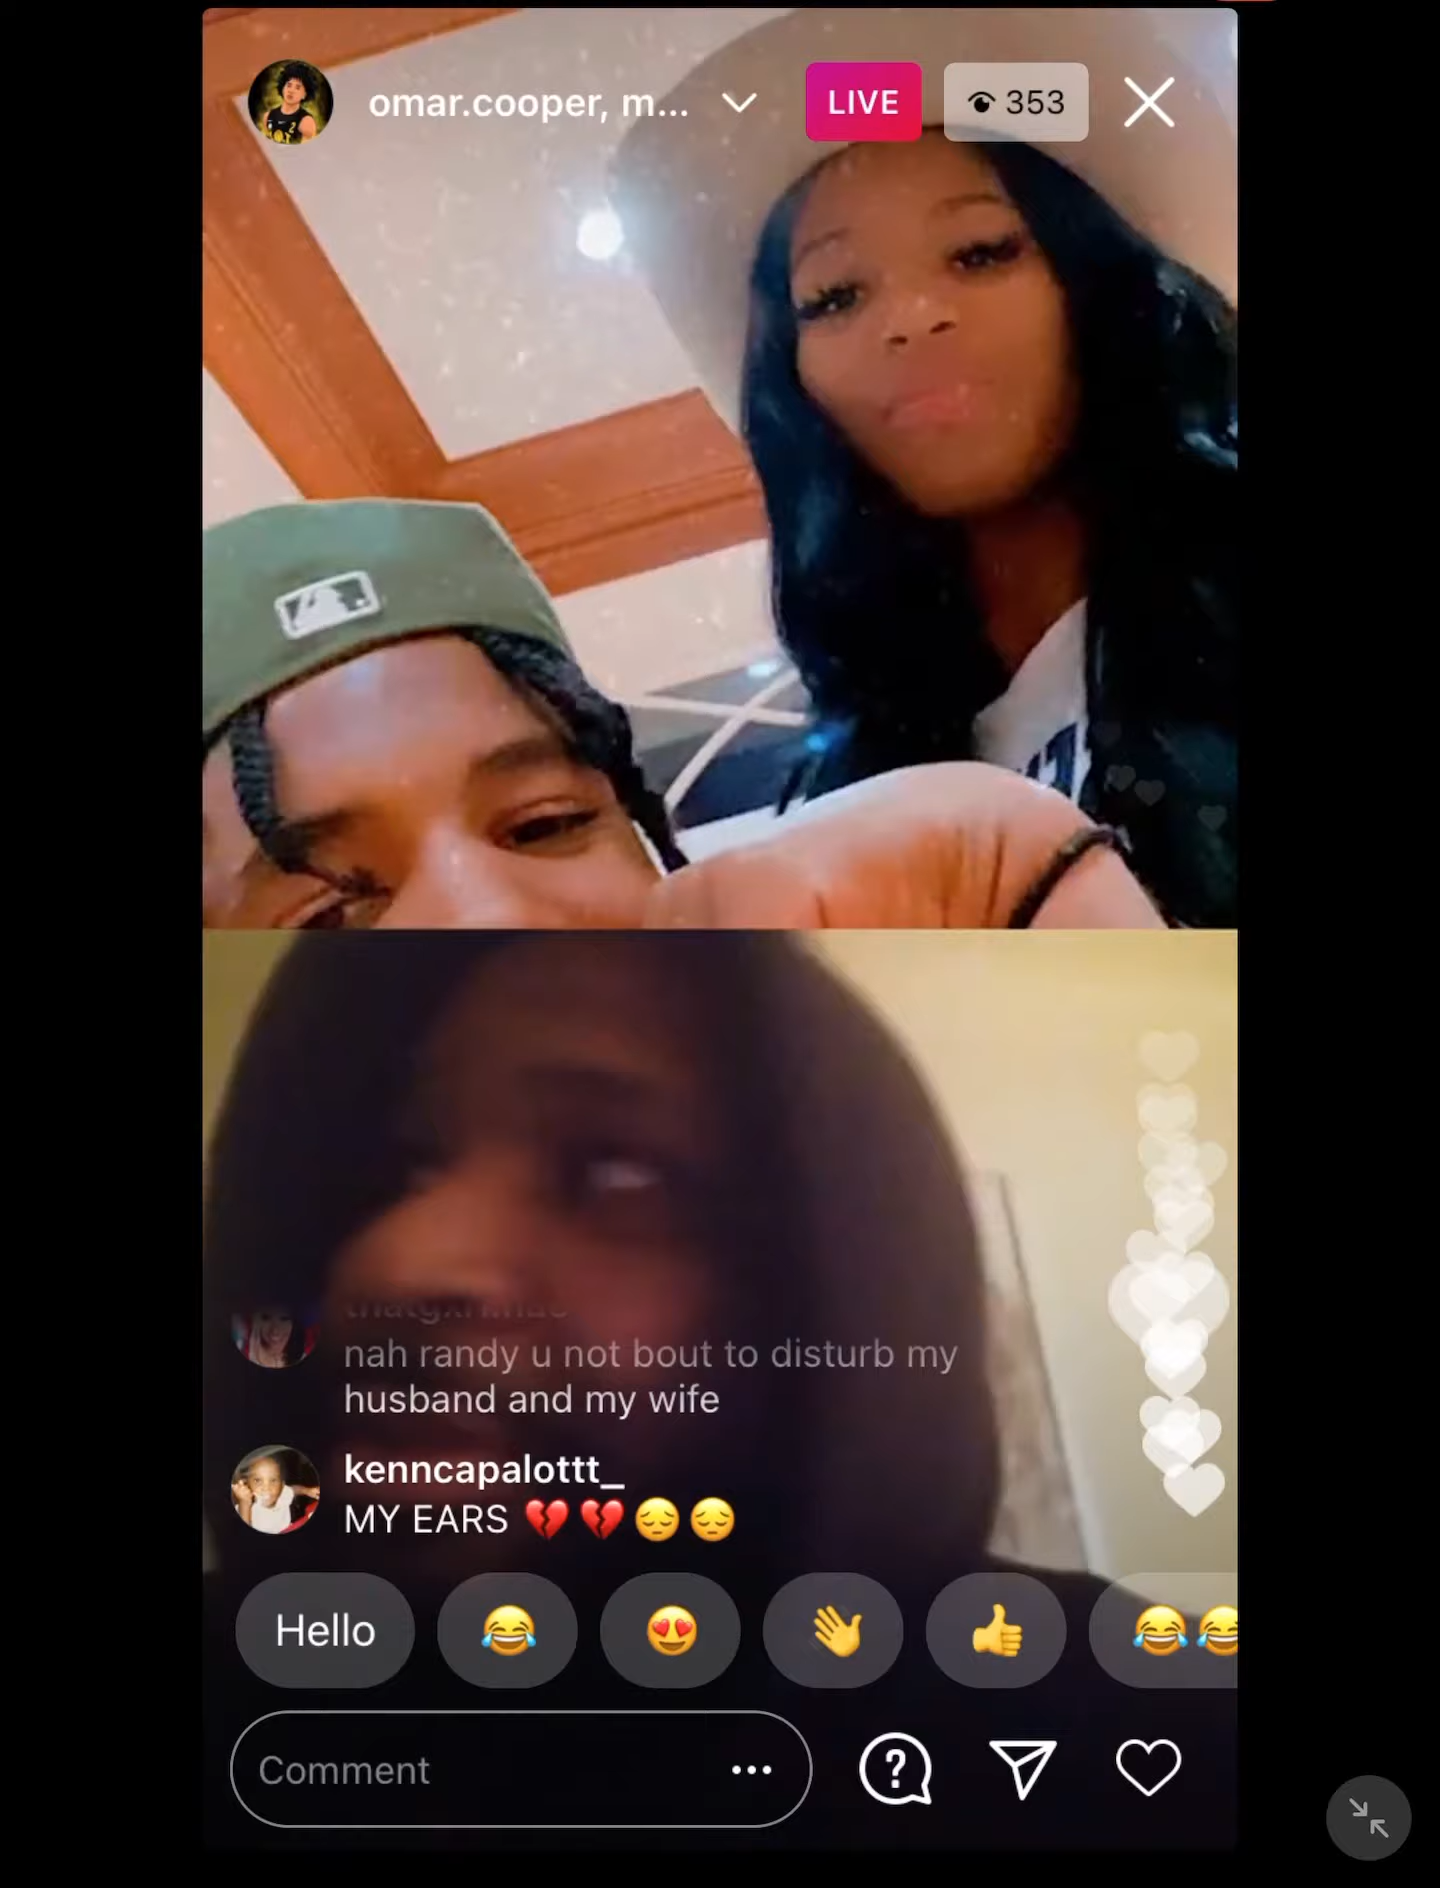 omar.cooper, m...
LIVE
353
nah randy u not bout to disturb my
husband and my wife
kenncapalottt_
MY EARS 💔💔😔😔
Hello
😂
😍
👋
👍
😂😂
Comment